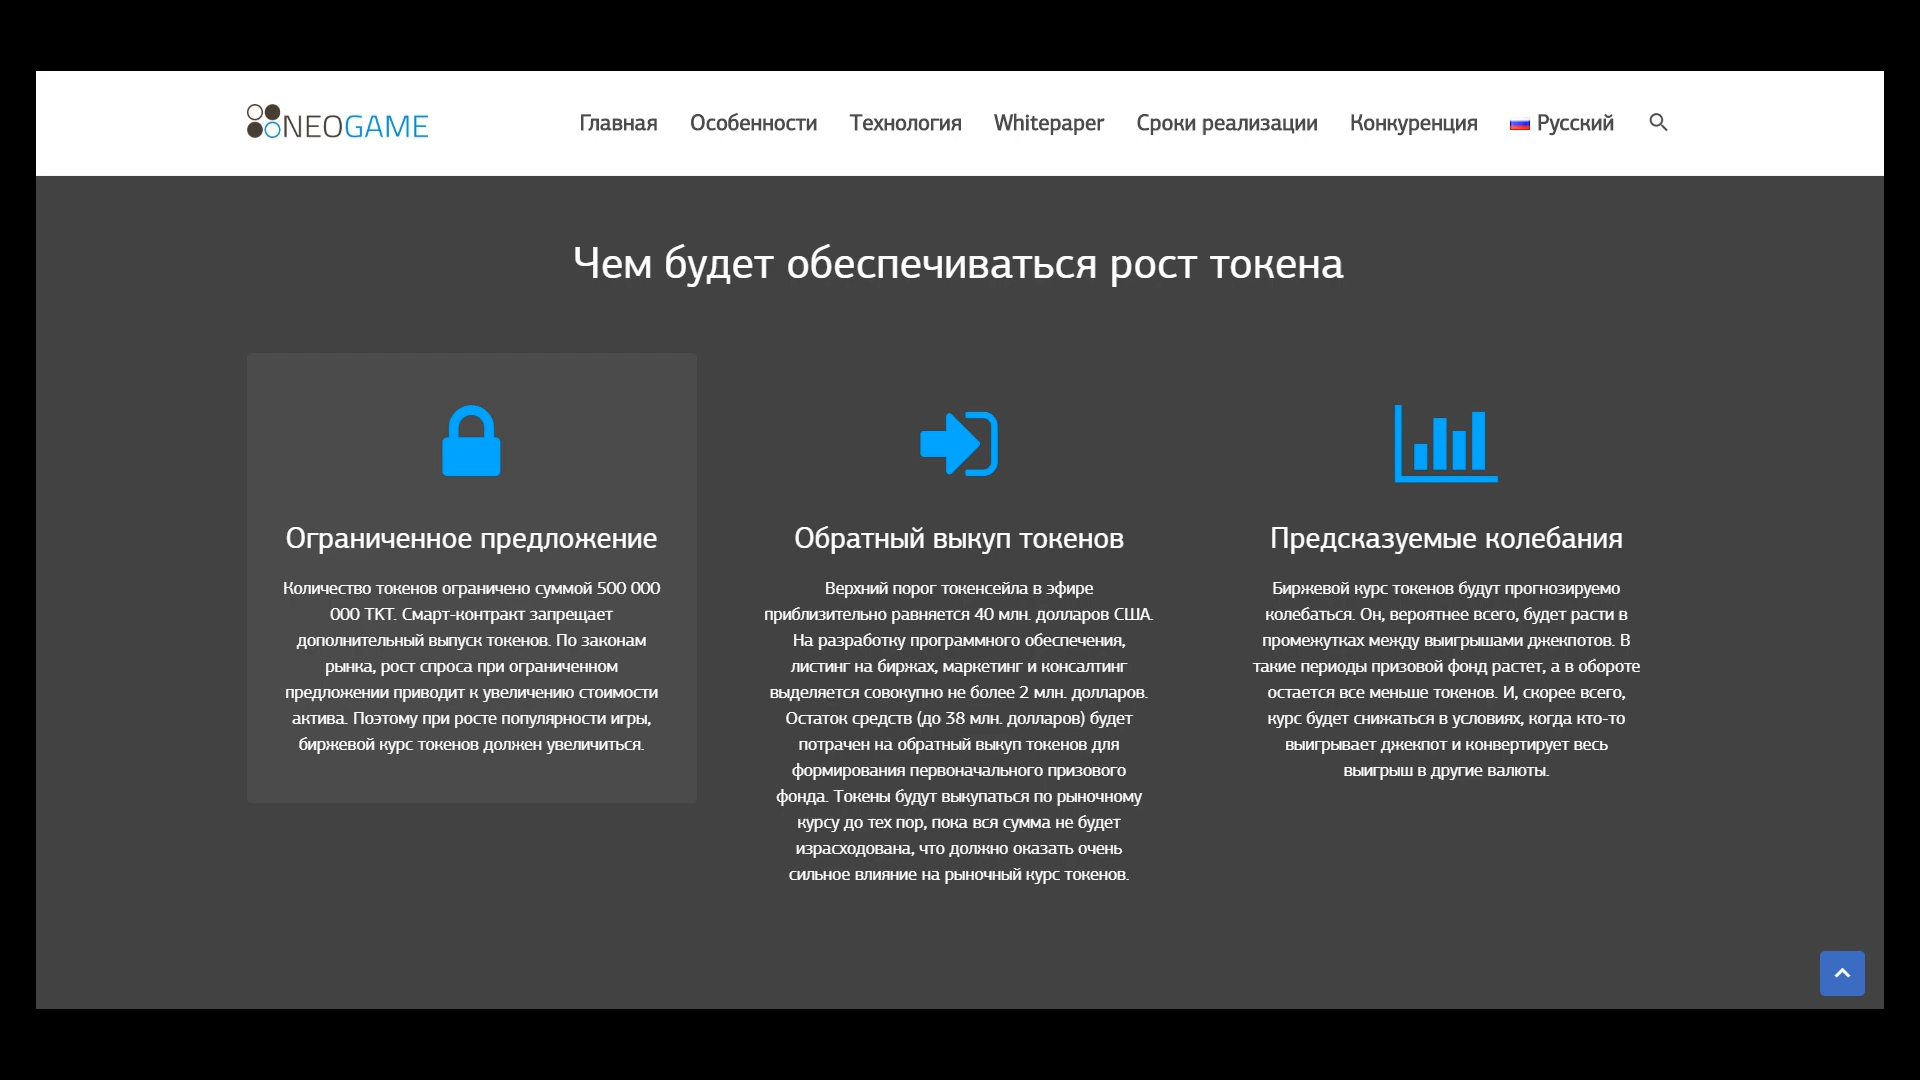 NEOGAME
Главная
Особенности
Технология
Whitepaper
Сроки реализации
Конкуренция
Русский
Чем будет обеспечиваться рост токена
Ограниченное предложение
Количество токенов ограничено суммой 500 000
000 TKT. Смарт-контракт запрещает
дополнительный выпуск токенов. По законам
рынка, рост спроса при ограниченном
предложении приводит к увеличению стоимости
актива. Поэтому при росте популярности игры,
биржевой курс токенов должен увеличиться.
Обратный выкуп токенов
Верхний порог токенсейла в эфире
приблизительно равняется 40 млн. долларов США.
На разработку программного обеспечения,
листинг на биржах, маркетинг и консалтинг
выделяется совокупно не более 2 млн. долларов.
Остаток средств (до 38 млн. долларов) будет
потрачен на обратный выкуп токенов для
формирования первоначального призового
фонда. Токены будут выкупаться по рыночному
курсу до тех пор, пока вся сумма не будет
израсходована, что должно оказать очень
сильное влияние на рыночный курс токенов.
Предсказуемые колебания
Биржевой курс токенов будут прогнозируемо
колебаться. Он, вероятнее всего, будет расти в
промежутках между выигрышами джекпотов. В
такие периоды призовой фонд растет, а в обороте
остается все меньше токенов. И, скорее всего,
курс будет снижаться в условиях, когда кто-то
выигрывает джекпот и конвертирует весь
выигрыш в другие валюты.